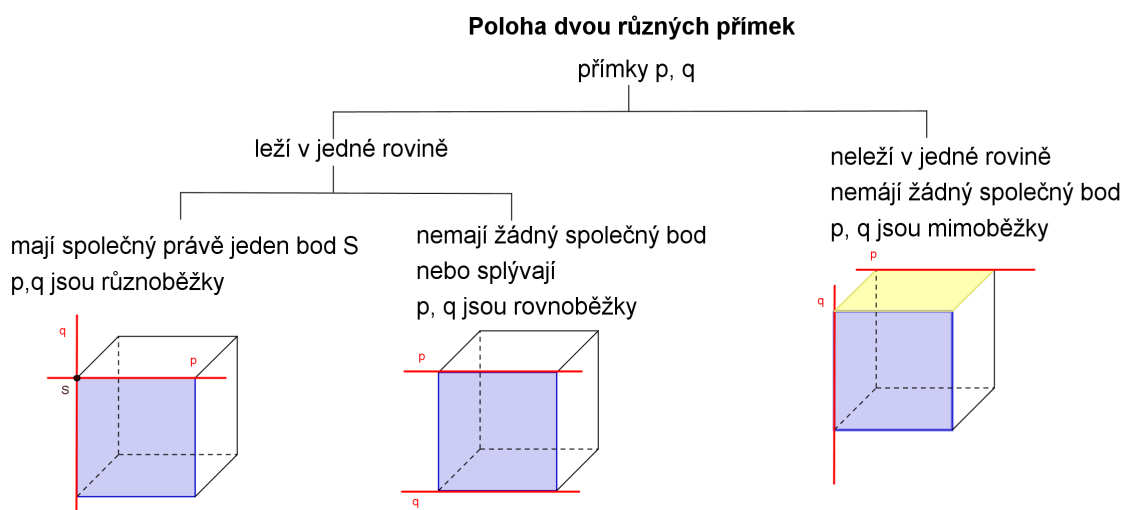 Poloha dvou různých přímek
přímky p, q
leží v jedné rovině
neleží v jedné rovině
nemájí žádný společný bod
p, q jsou mimoběžky
mají společný právě jeden bod S
p,q jsou různoběžky
nemají žádný společný bod
nebo splývají
p, q jsou rovnoběžky
q
p
S
p
q
p
q